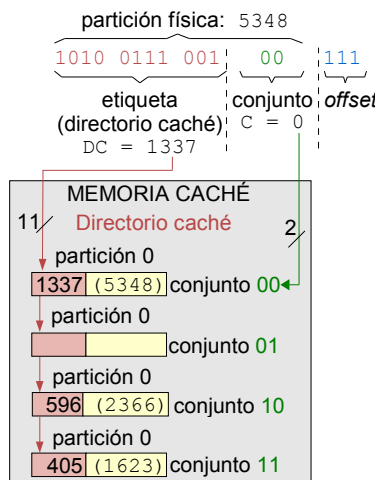 partición física: 5348
1010 0111 001 00 111
etiqueta conjunto offset
(directorio caché) C = 0
DC = 1337
MEMORIA CACHÉ
11 Directorio caché 2
partición 0
1337 (5348) conjunto 00
partición 0
conjunto 01
partición 0
596 (2366) conjunto 10
partición 0
405 (1623) conjunto 11